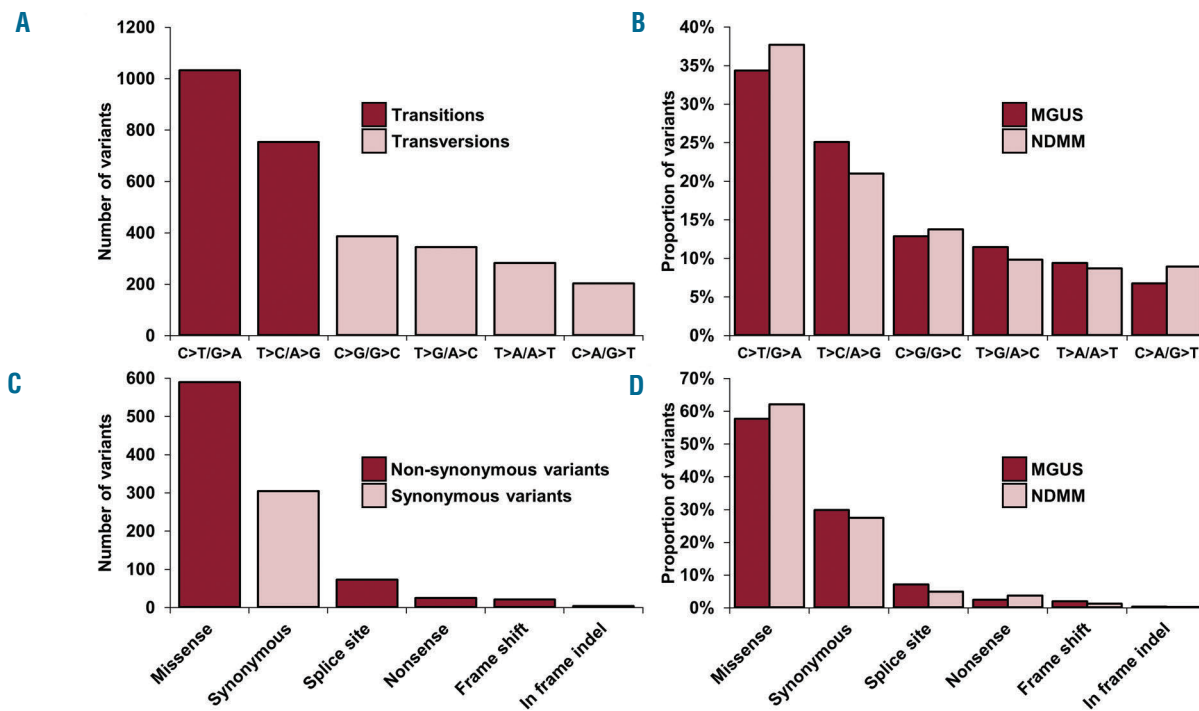 A
Number of variants
1200
1000
800
600
400
200
0
Transitions
Transversions
C>T/G>A T>C/A>G C>G/G>C T>G/A>C T>A/A>T C>A/G>T
B
Proportion of variants
40%
35%
30%
25%
20%
15%
10%
5%
0%
MGUS
NDMM
C>T/G>A T>C/A>G C>G/G>C T>G/A>C T>A/A>T C>A/G>T
C
Number of variants
600
500
400
300
200
100
0
Non-synonymous variants
Synonymous variants
Missense
Synonymous
Splice site
Nonsense
Frame shift
In frame indel
D
Proportion of variants
70%
60%
50%
40%
30%
20%
10%
0%
MGUS
NDMM
Missense
Synonymous
Splice site
Nonsense
Frame shift
In frame indel